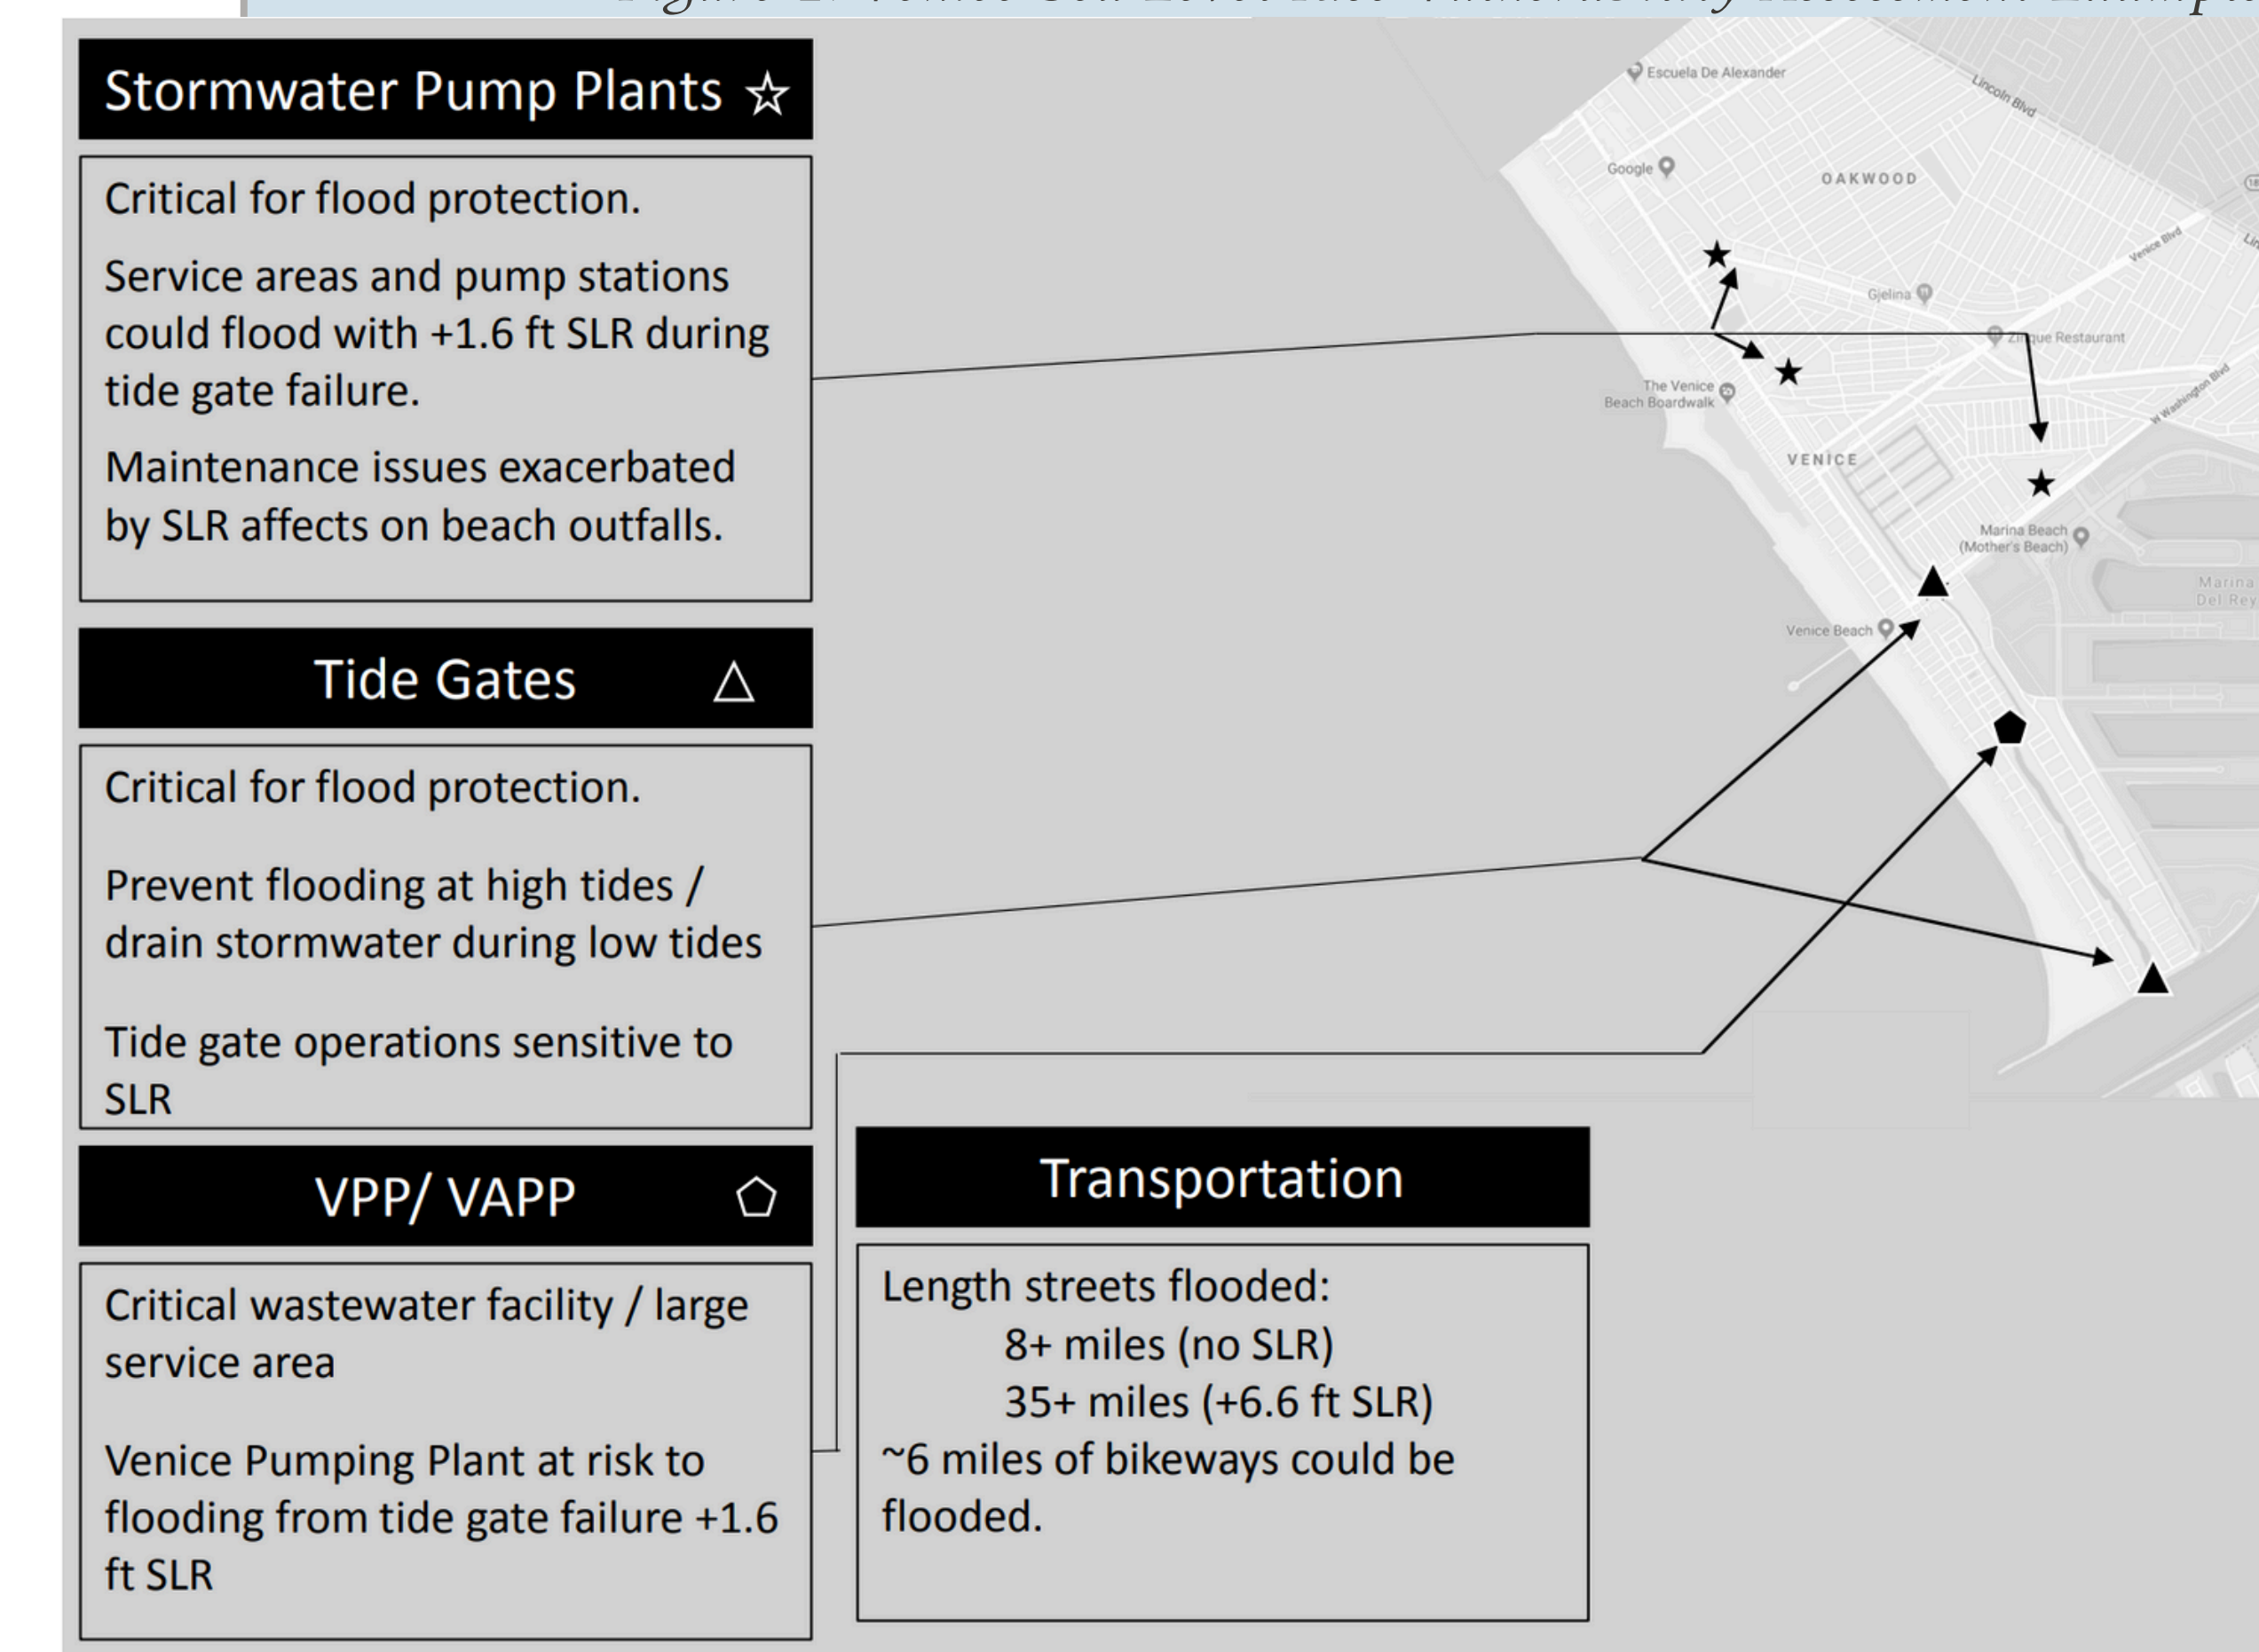 Stormwater Pump Plants
Critical for flood protection.
Service areas and pump stations
could flood with +1.6 ft SLR during
tide gate failure.
Maintenance issues exacerbated
by SLR affects on beach outfalls.
Tide Gates
Critical for flood protection.
Prevent flooding at high tides /
drain stormwater during low tides
Tide gate operations sensitive to
SLR
VPP/ VAPP
Critical wastewater facility / large
service area
Venice Pumping Plant at risk to
flooding from tide gate failure +1.6
ft SLR
Transportation
Length streets flooded:
8+ miles (no SLR)
35+ miles (+6.6 ft SLR)
~6 miles of bikeways could be
flooded.
Escuela De Alexander
Lincoln Blvd
Google
OAKWOOD
Venice Blvd
Gjelina
Zinque Restaurant
The Venice
Beach Boardwalk
W Washington Blvd
VENICE
Marina Beach
(Mother's Beach)
Marina
Del Rey
Venice Beach